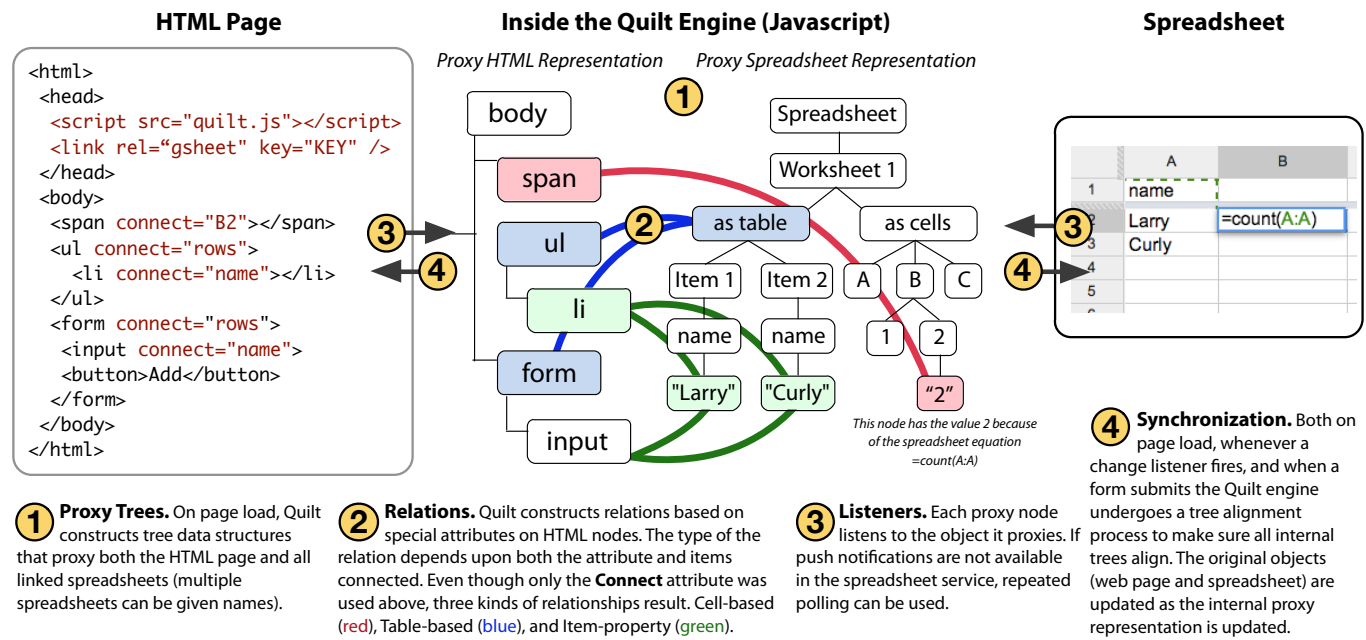 HTML Page
Inside the Quilt Engine (Javascript)
Spreadsheet
Proxy HTML Representation
Proxy Spreadsheet Representation
<html>
<head>
<script src="quilt.js"></script>
<link rel=“gsheet" key="KEY" />
</head>
<body>
<span connect="B2"></span>
<ul connect="rows">
<li connect="name"></li>
</ul>
<form connect="rows">
<input connect="name">
<button>Add</button>
</form>
</body>
</html>
3
4
1
body
span
ul
li
form
input
2
Spreadsheet
Worksheet 1
as table
as cells
Item 1
Item 2
A
B
C
name
name
1
2
"Larry"
"Curly"
“2”
This node has the value 2 because
of the spreadsheet equation
=count(A:A)
3
4
A
B
1
name
Larry
=count(A:A)
3
Curly
4
5
1 Proxy Trees. On page load, Quilt
constructs tree data structures
that proxy both the HTML page and all
linked spreadsheets (multiple
spreadsheets can be given names).
2 Relations. Quilt constructs relations based on
special attributes on HTML nodes. The type of the
relation depends upon both the attribute and items
connected. Even though only the Connect attribute was
used above, three kinds of relationships result. Cell-based
(red), Table-based (blue), and Item-property (green).
3 Listeners. Each proxy node
listens to the object it proxies. If
push notifications are not available
in the spreadsheet service, repeated
polling can be used.
4 Synchronization. Both on
page load, whenever a
change listener fires, and when a
form submits the Quilt engine
undergoes a tree alignment
process to make sure all internal
trees align. The original objects
(web page and spreadsheet) are
updated as the internal proxy
representation is updated.